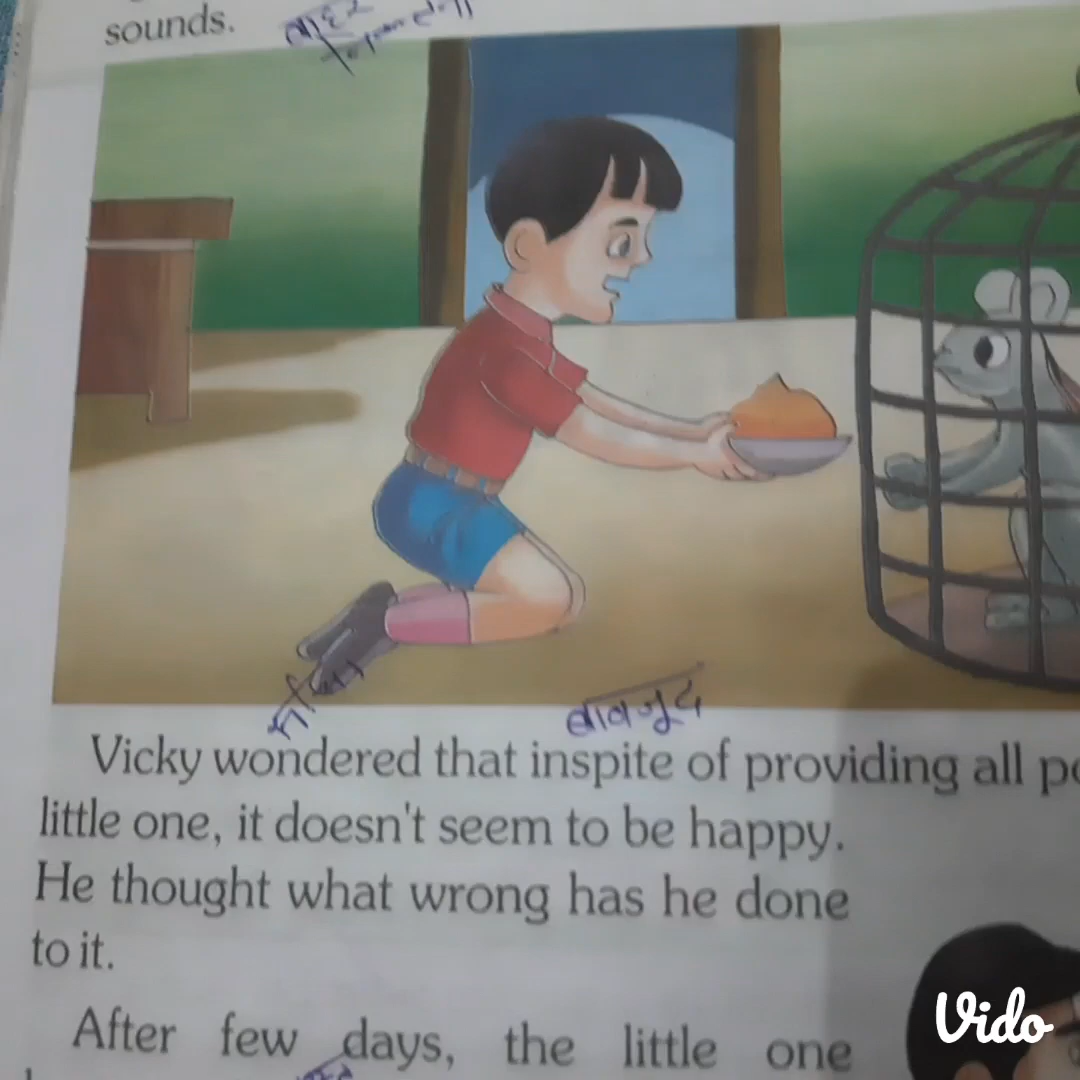 sounds.
बावजूद
Vicky wondered that inspite of providing all
little one, it doesn't seem to be happy.
He thought what wrong has he done
to it.
After few days, the little one
Vido